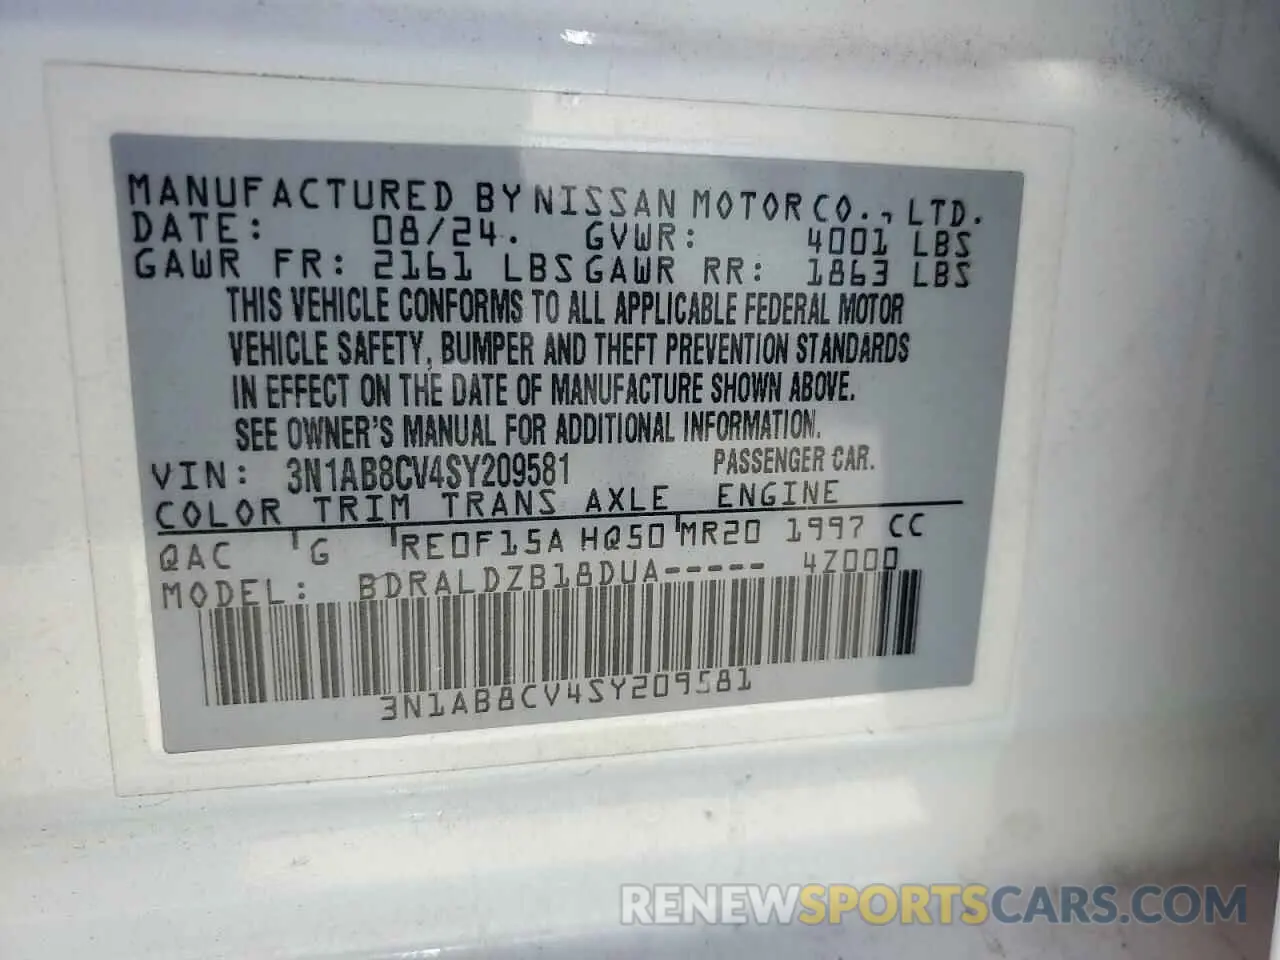 MANUFACTURED BY NISSAN MOTOR CO., LTD.
DATE: 08/24. GVWR: 4001 LBS
GAWR FR: 2161 LBS GAWR RR: 1863 LBS
THIS VEHICLE CONFORMS TO ALL APPLICABLE FEDERAL MOTOR
VEHICLE SAFETY, BUMPER AND THEFT PREVENTION STANDARDS
IN EFFECT ON THE DATE OF MANUFACTURE SHOWN ABOVE.
SEE OWNER'S MANUAL FOR ADDITIONAL INFORMATION.
VIN: 3N1AB8CV4SY209581 PASSENGER CAR.
COLOR TRIM TRANS AXLE ENGINE
QAC G RE0F15A HQ50 MR20 1997 CC
MODEL: BDRALDZB18DUA----- 4Z000
3N1AB8CV4SY209581
RENEWSPORTSCARS.COM